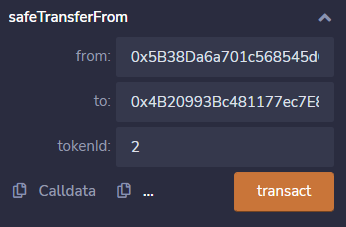 safeTransferFrom
from: 0x5B38Da6a701c568545d
to: 0x4B20993Bc481177ec7E8
tokenId: 2
Calldata ... transact